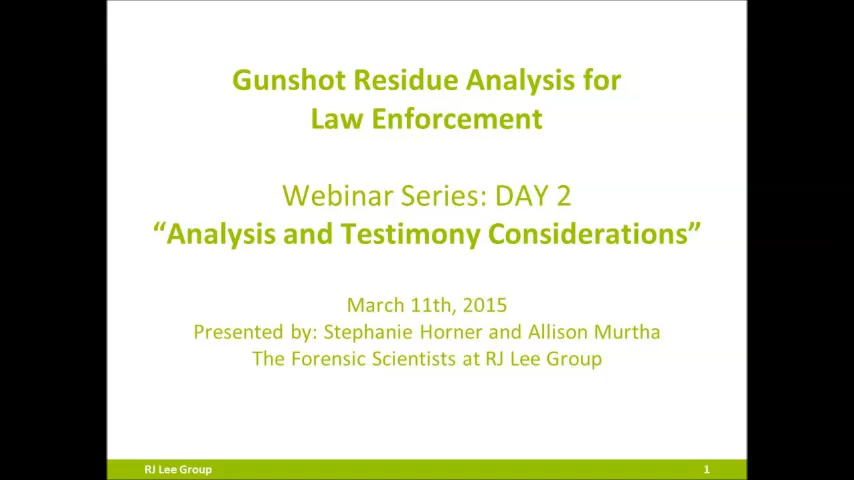 Gunshot Residue Analysis for
Law Enforcement
Webinar Series: DAY 2
“Analysis and Testimony Considerations”
March 11th, 2015
Presented by: Stephanie Horner and Allison Murtha
The Forensic Scientists at RJ Lee Group
RJ Lee Group 1